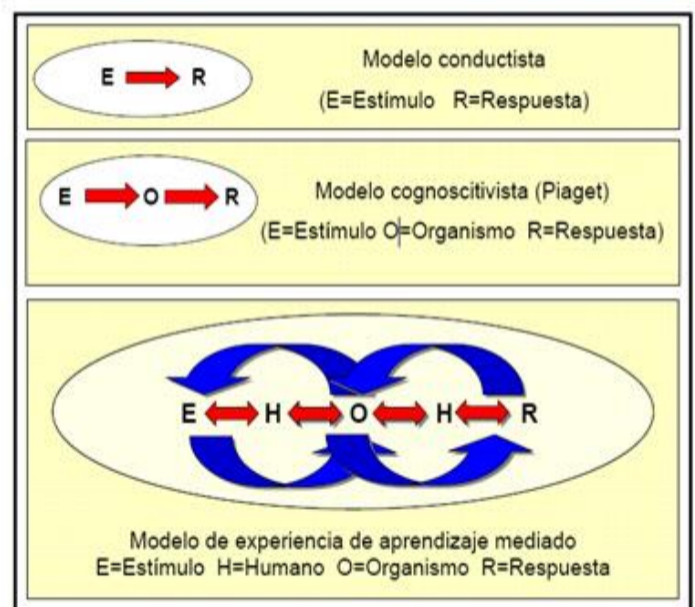 E R
Modelo conductista
(E=Estímulo R=Respuesta)
E O R
Modelo cognoscitivista (Piaget)
(E=Estímulo O=Organismo R=Respuesta)
E H O H R
Modelo de experiencia de aprendizaje mediado
E=Estímulo H=Humano O=Organismo R=Respuesta